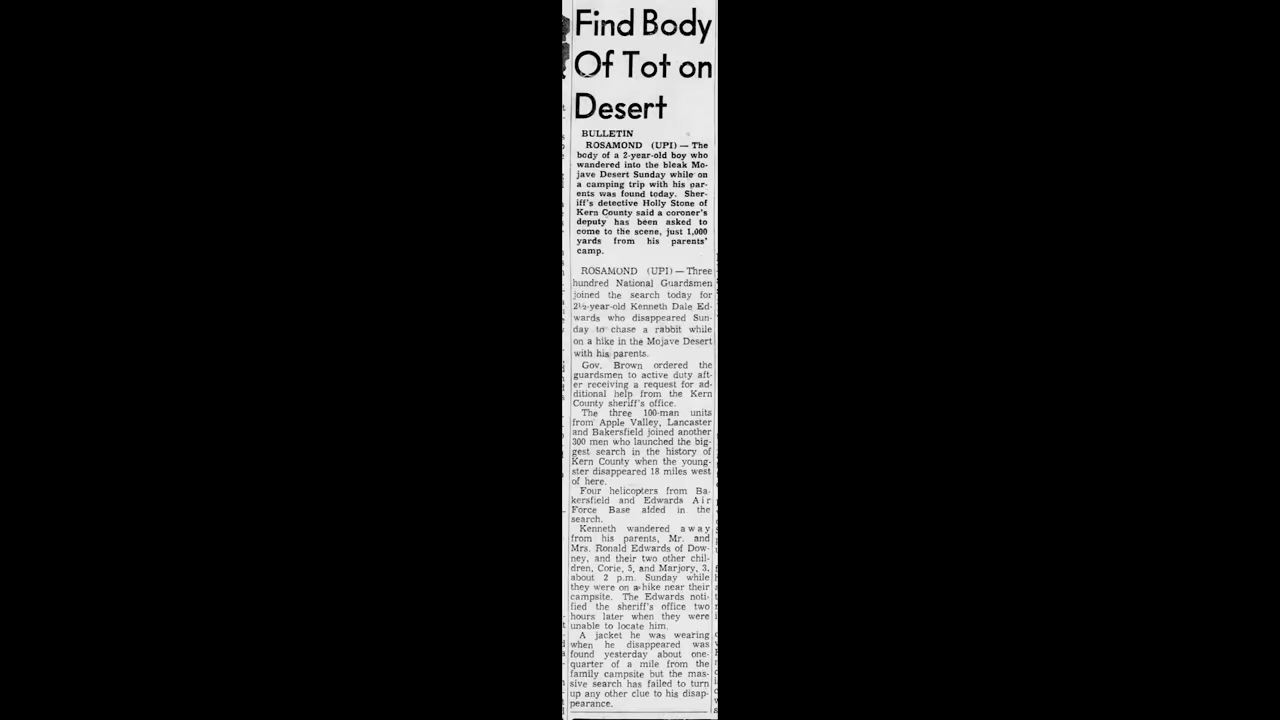 Find Body
Of Tot on
Desert
BULLETIN
ROSAMOND (UPI) — The
body of a 2-year-old boy who
wandered into the bleak Mo-
jave Desert Sunday while on
a camping trip with his par-
ents was found today. Sher-
iff's detective Holly Stone of
Kern County said a coroner's
deputy has been asked to
come to the scene, just 1,000
yards from his parents'
camp.
ROSAMOND (UPI) — Three
hundred National Guardsmen
joined the search today for
2½-year-old Kenneth Dale Ed-
wards who disappeared Sun-
day to chase a rabbit while
on a hike in the Mojave Desert
with his parents.
Gov. Brown ordered the
guardsmen to active duty aft-
er receiving a request for ad-
ditional help from the Kern
County sheriff's office.
The three 100-man units
from Apple Valley, Lancaster
and Bakersfield joined another
300 men who launched the big-
gest search in the history of
Kern County when the young-
ster disappeared 18 miles west
of here.
Four helicopters from Ba-
kersfield and Edwards Air
Force Base aided in the
search.
Kenneth wandered away
from his parents, Mr. and
Mrs. Ronald Edwards of Dow-
ney, and their two other chil-
dren, Corie, 5, and Marjory, 3,
about 2 p.m. Sunday while
they were on a hike near their
campsite. The Edwards noti-
fied the sheriff's office two
hours later when they were
unable to locate him.
A jacket he was wearing
when he disappeared was
found yesterday about one-
quarter of a mile from the
family campsite but the mas-
sive search has failed to turn
up any other clue to his disap-
pearance.